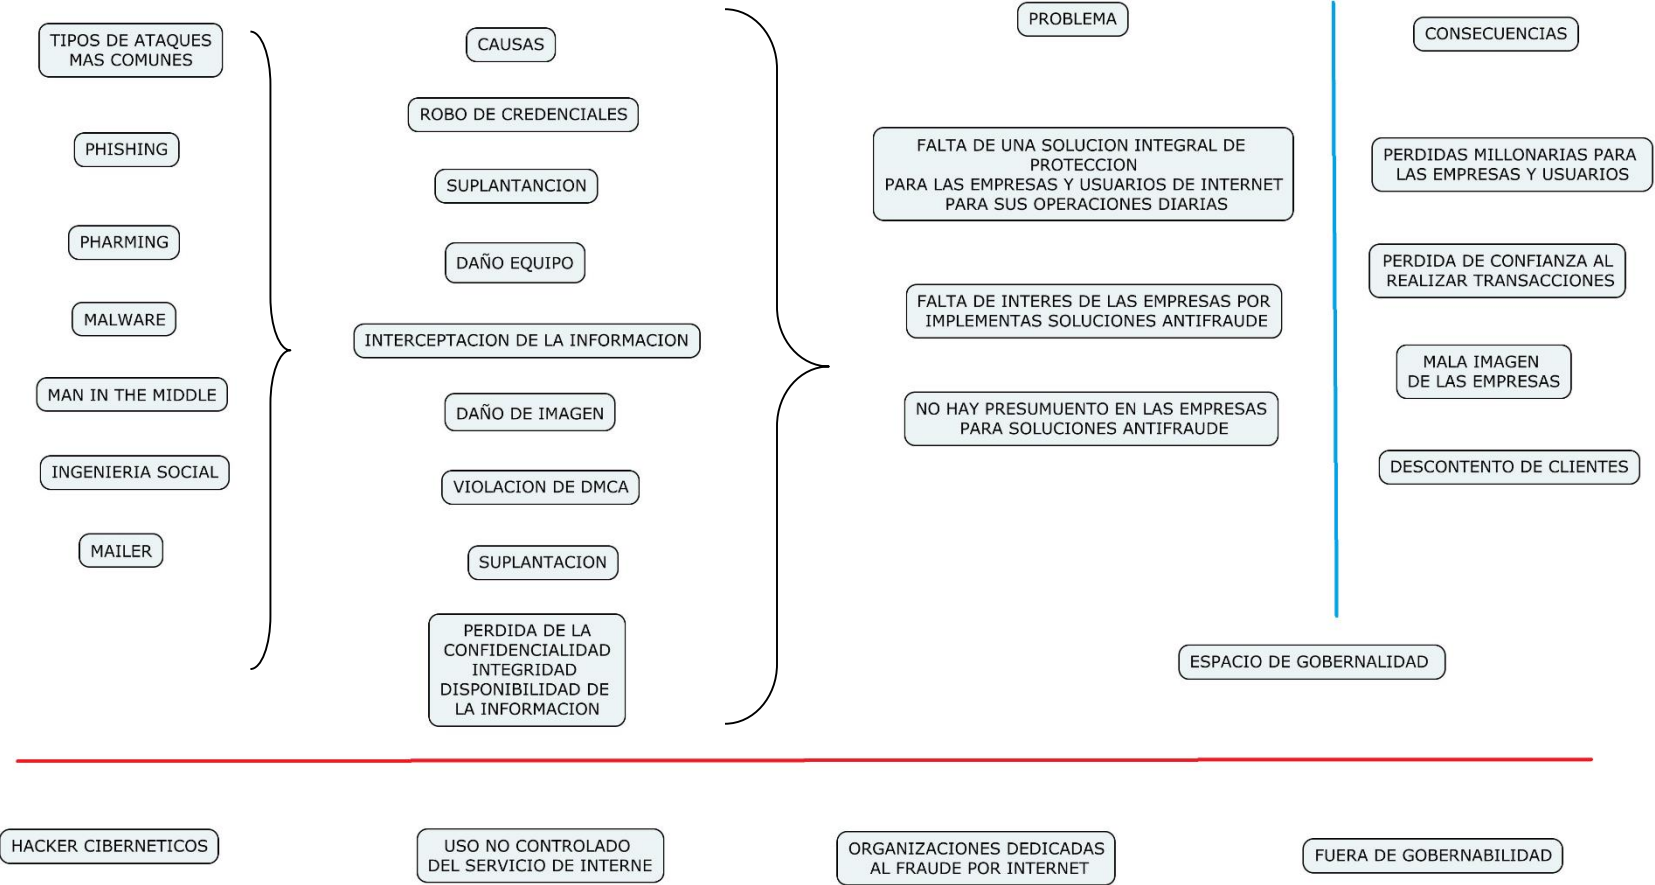 TIPOS DE ATAQUES
MAS COMUNES
PHISHING
PHARMING
MALWARE
MAN IN THE MIDDLE
INGENIERIA SOCIAL
MAILER
CAUSAS
ROBO DE CREDENCIALES
SUPLANTANCION
DAÑO EQUIPO
INTERCEPTACION DE LA INFORMACION
DAÑO DE IMAGEN
VIOLACION DE DMCA
SUPLANTACION
PERDIDA DE LA
CONFIDENCIALIDAD
INTEGRIDAD
DISPONIBILIDAD DE
LA INFORMACION
PROBLEMA
FALTA DE UNA SOLUCION INTEGRAL DE
PROTECCION
PARA LAS EMPRESAS Y USUARIOS DE INTERNET
PARA SUS OPERACIONES DIARIAS
FALTA DE INTERES DE LAS EMPRESAS POR
IMPLEMENTAS SOLUCIONES ANTIFRAUDE
NO HAY PRESUMUENTO EN LAS EMPRESAS
PARA SOLUCIONES ANTIFRAUDE
CONSECUENCIAS
PERDIDAS MILLONARIAS PARA
LAS EMPRESAS Y USUARIOS
PERDIDA DE CONFIANZA AL
REALIZAR TRANSACCIONES
MALA IMAGEN
DE LAS EMPRESAS
DESCONTENTO DE CLIENTES
ESPACIO DE GOBERNALIDAD
HACKER CIBERNETICOS
USO NO CONTROLADO
DEL SERVICIO DE INTERNE
ORGANIZACIONES DEDICADAS
AL FRAUDE POR INTERNET
FUERA DE GOBERNABILIDAD